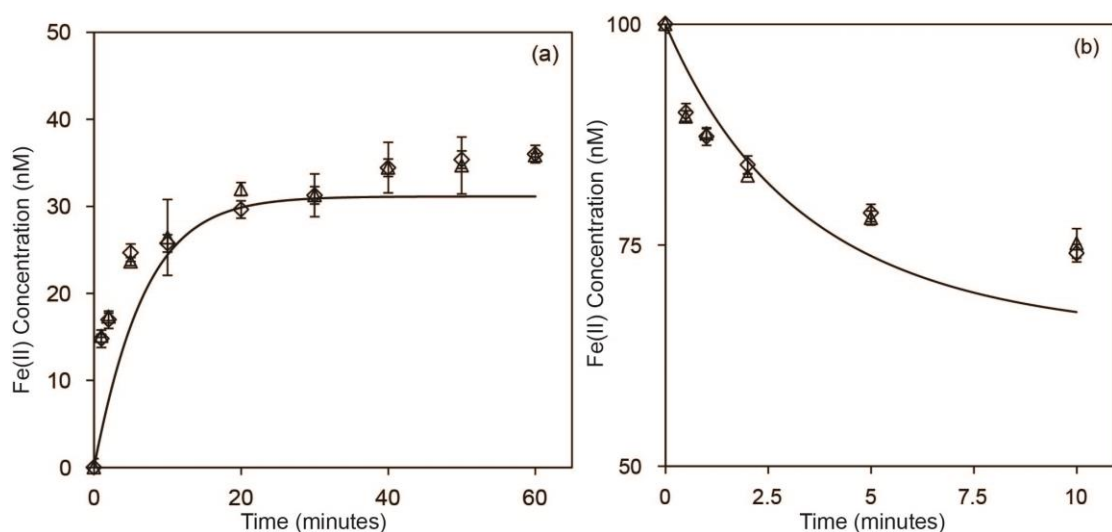 (a)
Fe(II) Concentration (nM)
50
40
30
20
10
0
0 20 40 60
Time (minutes)
(b)
Fe(II) Concentration (nM)
100
75
50
0 2.5 5 7.5 10
Time (minutes)